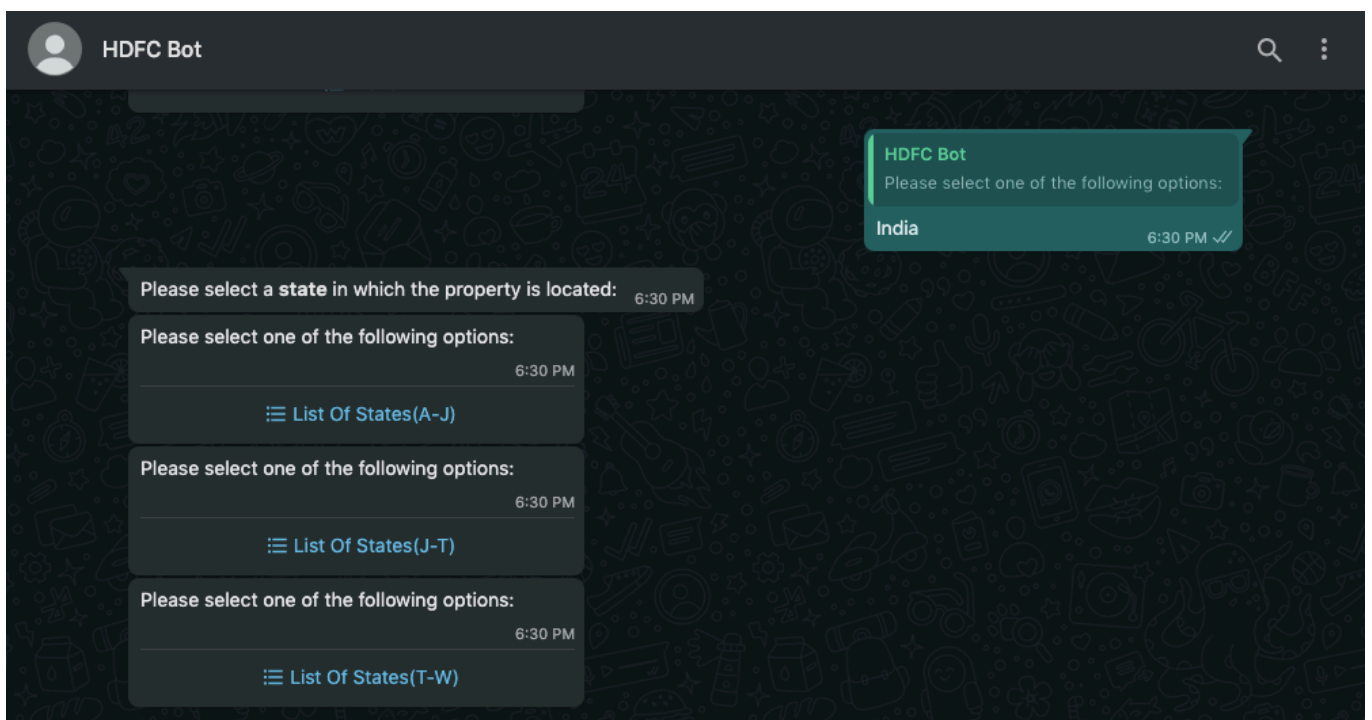 HDFC Bot
HDFC Bot
Please select one of the following options:
India
6:30 PM
Please select a state in which the property is located:
6:30 PM
Please select one of the following options:
6:30 PM
List Of States(A-J)
Please select one of the following options:
6:30 PM
List Of States(J-T)
Please select one of the following options:
6:30 PM
List Of States(T-W)